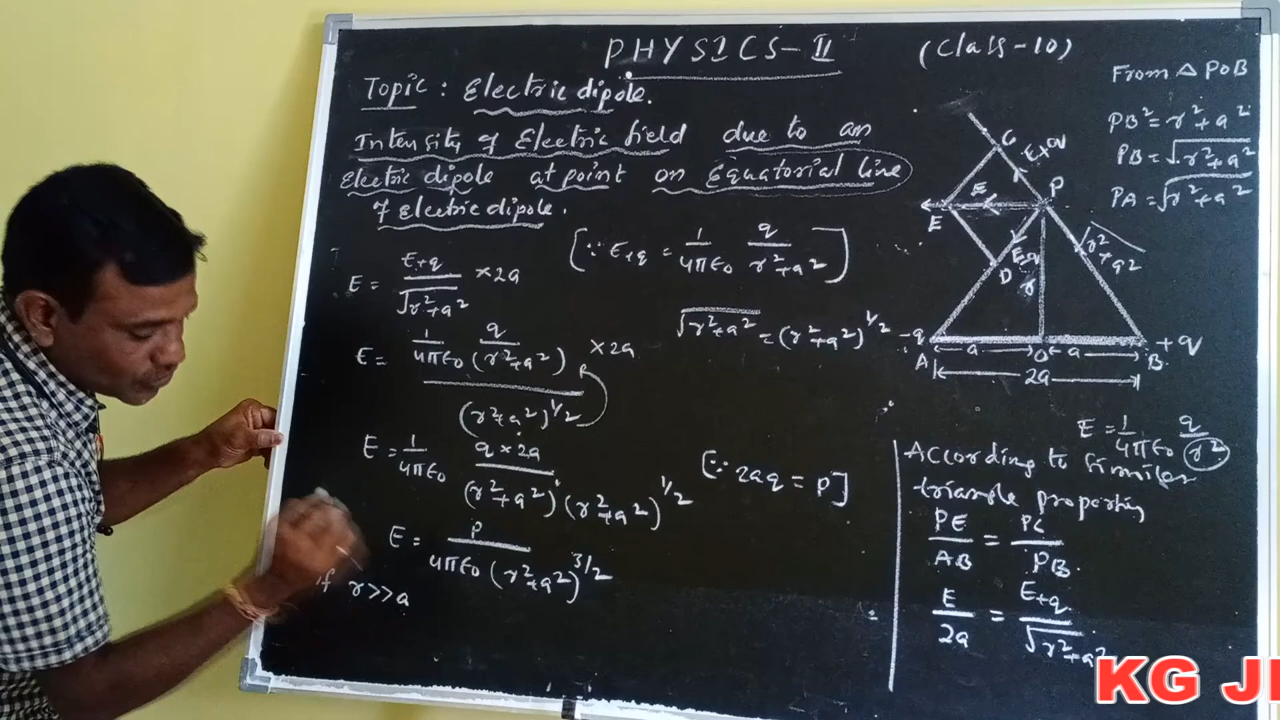 PHYSICS-II
(Class-10)
Topic: Electric dipole.
Intensity of Electric field due to an
Electric dipole at point on Equatorial line
of Electric dipole.
E = E+q / √r²+a² × 2a
[∵ E+q = 1/4πε₀ q/r²+a²]
E = 1/4πε₀ q/(r²+a²) × 2a
(r²+a²)^1/2
√r²+a² = (r²+a²)^1/2
E = 1/4πε₀ q×2a / (r²+a²)¹(r²+a²)^1/2
[∵ 2aq = P]
E = P / 4πε₀(r²+a²)^3/2
if r>>a
From △ POB
PB² = r²+a²
PB = √r²+a²
PA = √r²+a²
C
E+q
P
E
E
D
r
r²+a²
-q
+q
A
a
O
a
B
2a
E = 1/4πε₀ q/r²
According to Similar
triangle
PE/AB = PC/PB
E/2a = E+q/√r²+a²
=
KG